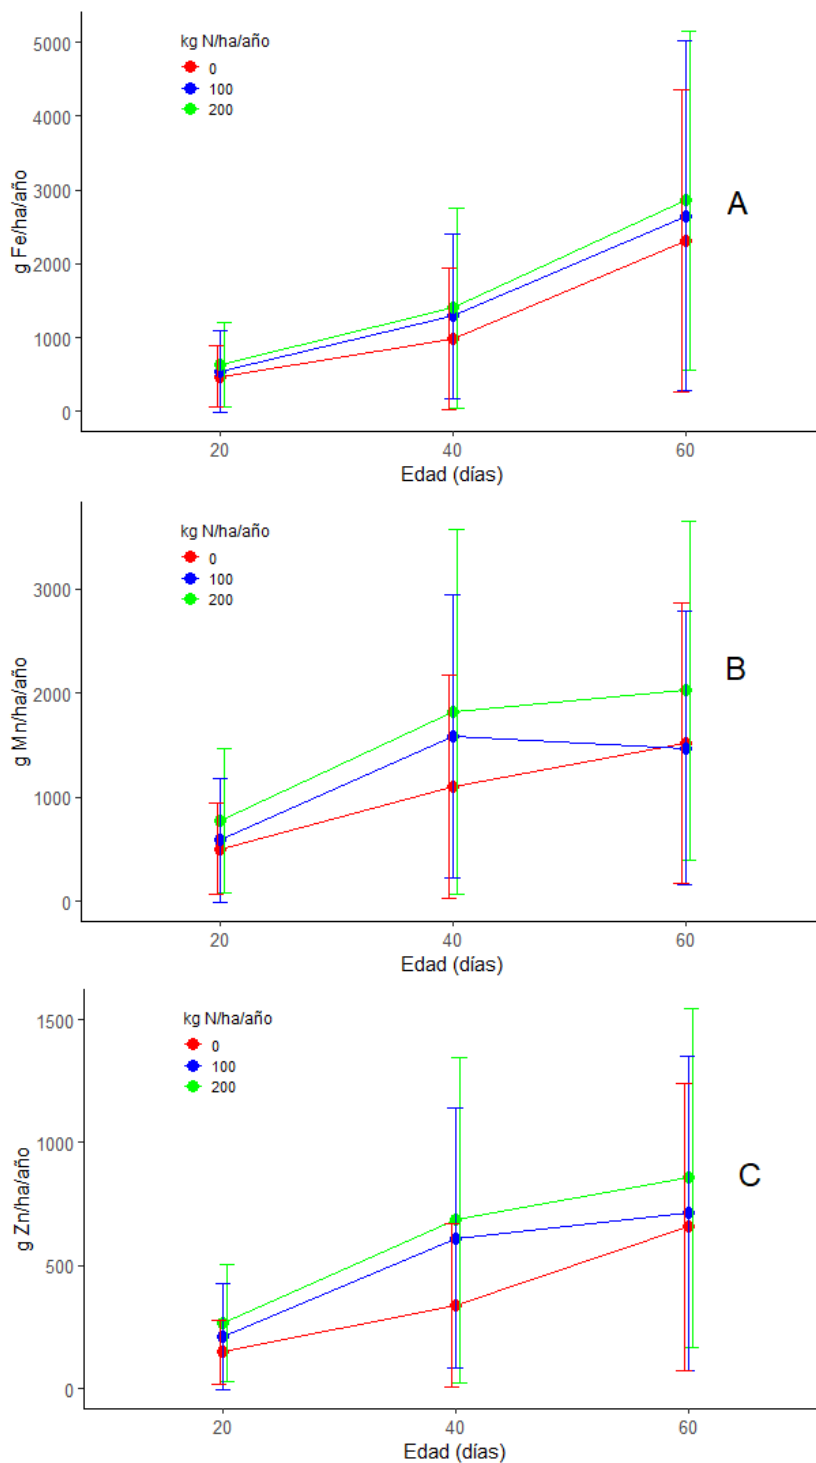 kg N/ha/año
0
100
200
5000
4000
3000
2000
1000
0
g Fe/ha/año
A
20
40
60
Edad (días)
kg N/ha/año
0
100
200
3000
2000
1000
0
g Mn/ha/año
B
20
40
60
Edad (días)
kg N/ha/año
0
100
200
1500
1000
500
0
g Zn/ha/año
C
20
40
60
Edad (días)